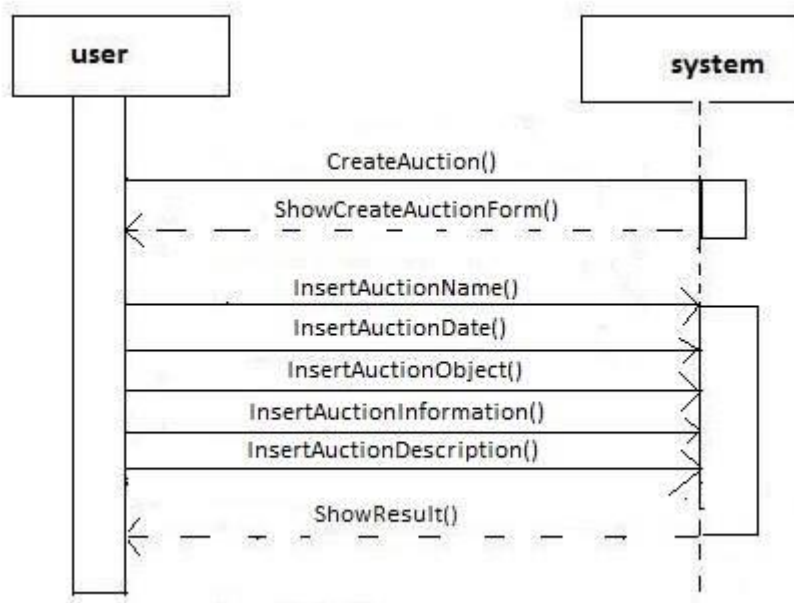 user
system
CreateAuction()
ShowCreateAuctionForm()
InsertAuctionName()
InsertAuctionDate()
InsertAuctionObject()
InsertAuctionInformation()
InsertAuctionDescription()
ShowResult()